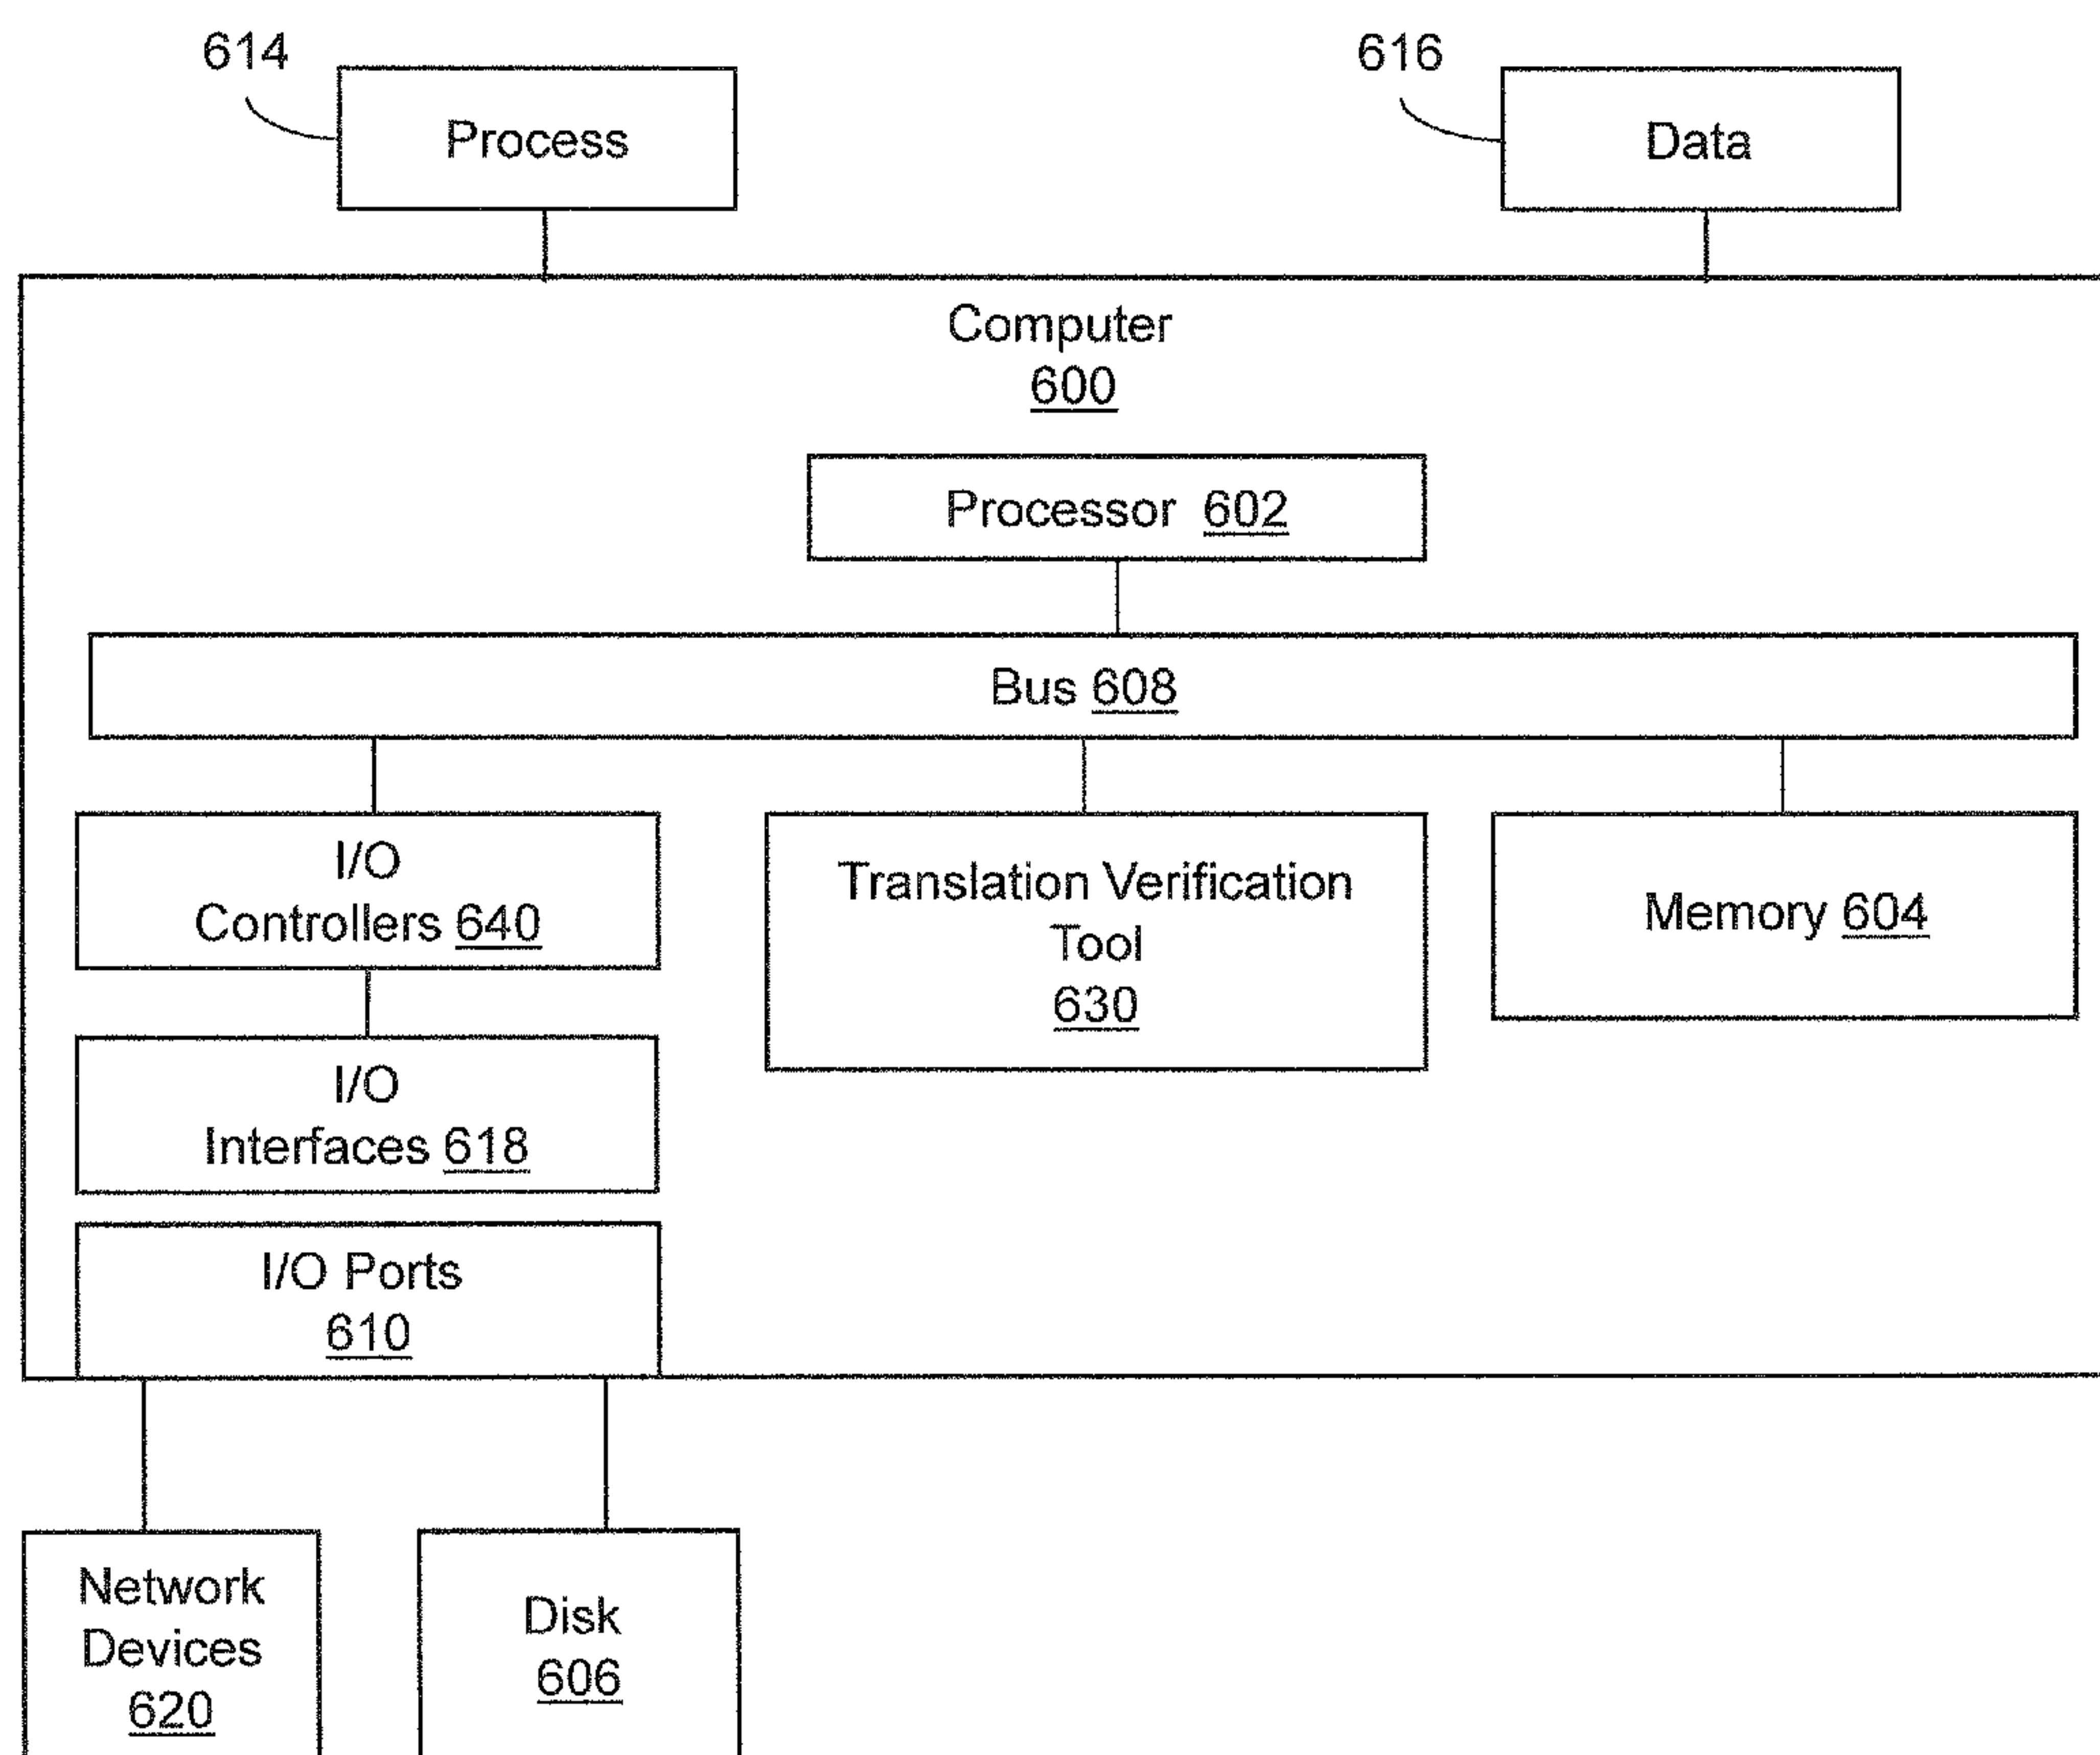 614
Process
616
Data
Computer
600
Processor 602
Bus 608
I/O
Controllers 640
Translation Verification
Tool
630
Memory 604
I/O
Interfaces 618
I/O Ports
610
Network
Devices
620
Disk
606